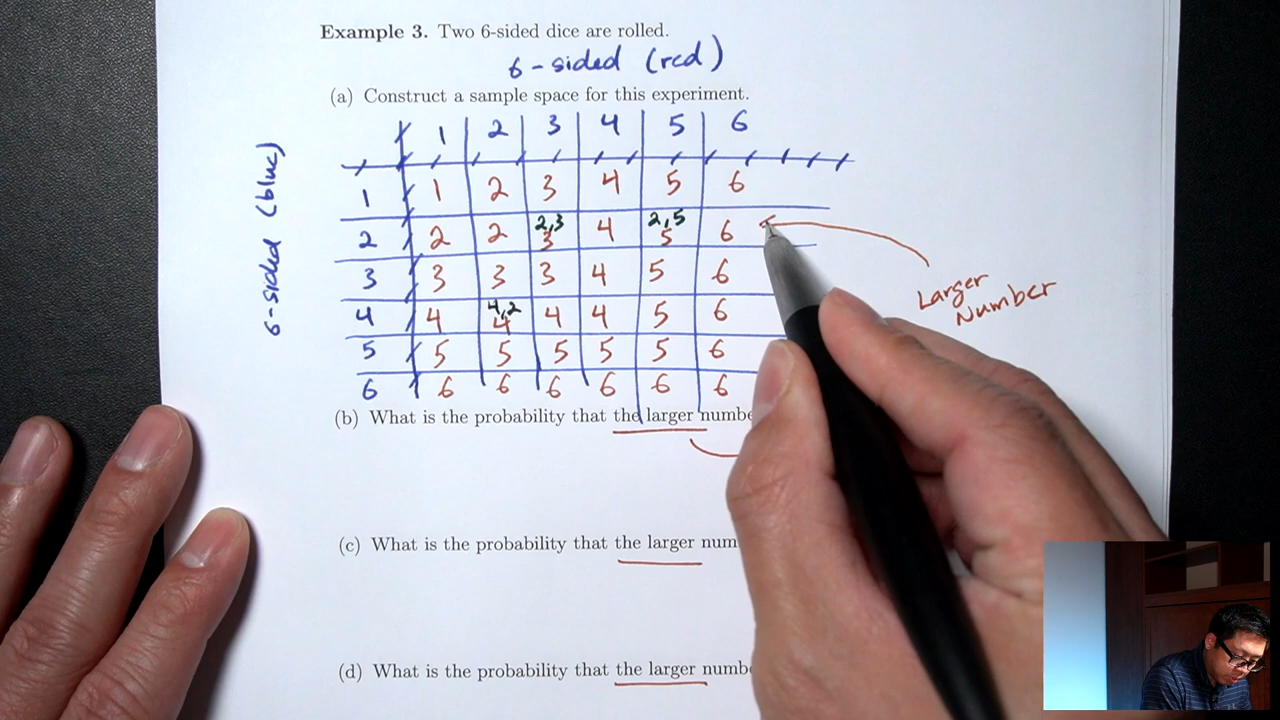 Example 3. Two 6-sided dice are rolled.
6-sided (red)
(a) Construct a sample space for this experiment.
6-sided (blue)
1 2 3 4 5 6
1 1 2 3 4 5 6
2,3 2,5
2 2 2 3 4 5 6
3 3 3 3 4 5 6
4,2
4 4 4 4 4 5 6
5 5 5 5 5 5 6
6 6 6 6 6 6 6
Larger
Number
(b) What is the probability that the larger
(c) What is the probability that the larger
(d) What is the probability that the larger